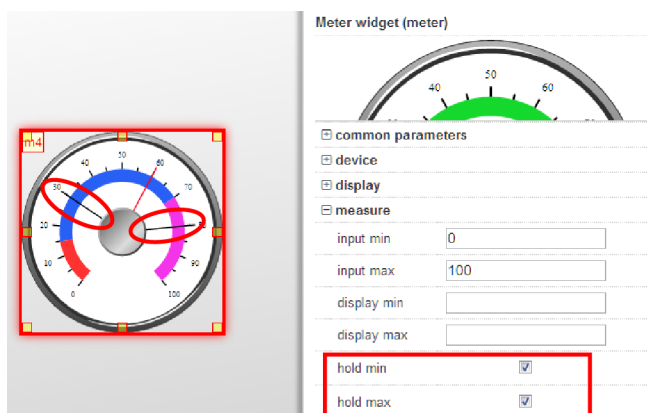 Meter widget (meter)
40 50 60
m4
0 10 20 30 40 50 60 70 80 90 100
common parameters
device
display
measure
input min 0
input max 100
display min
display max
hold min
hold max